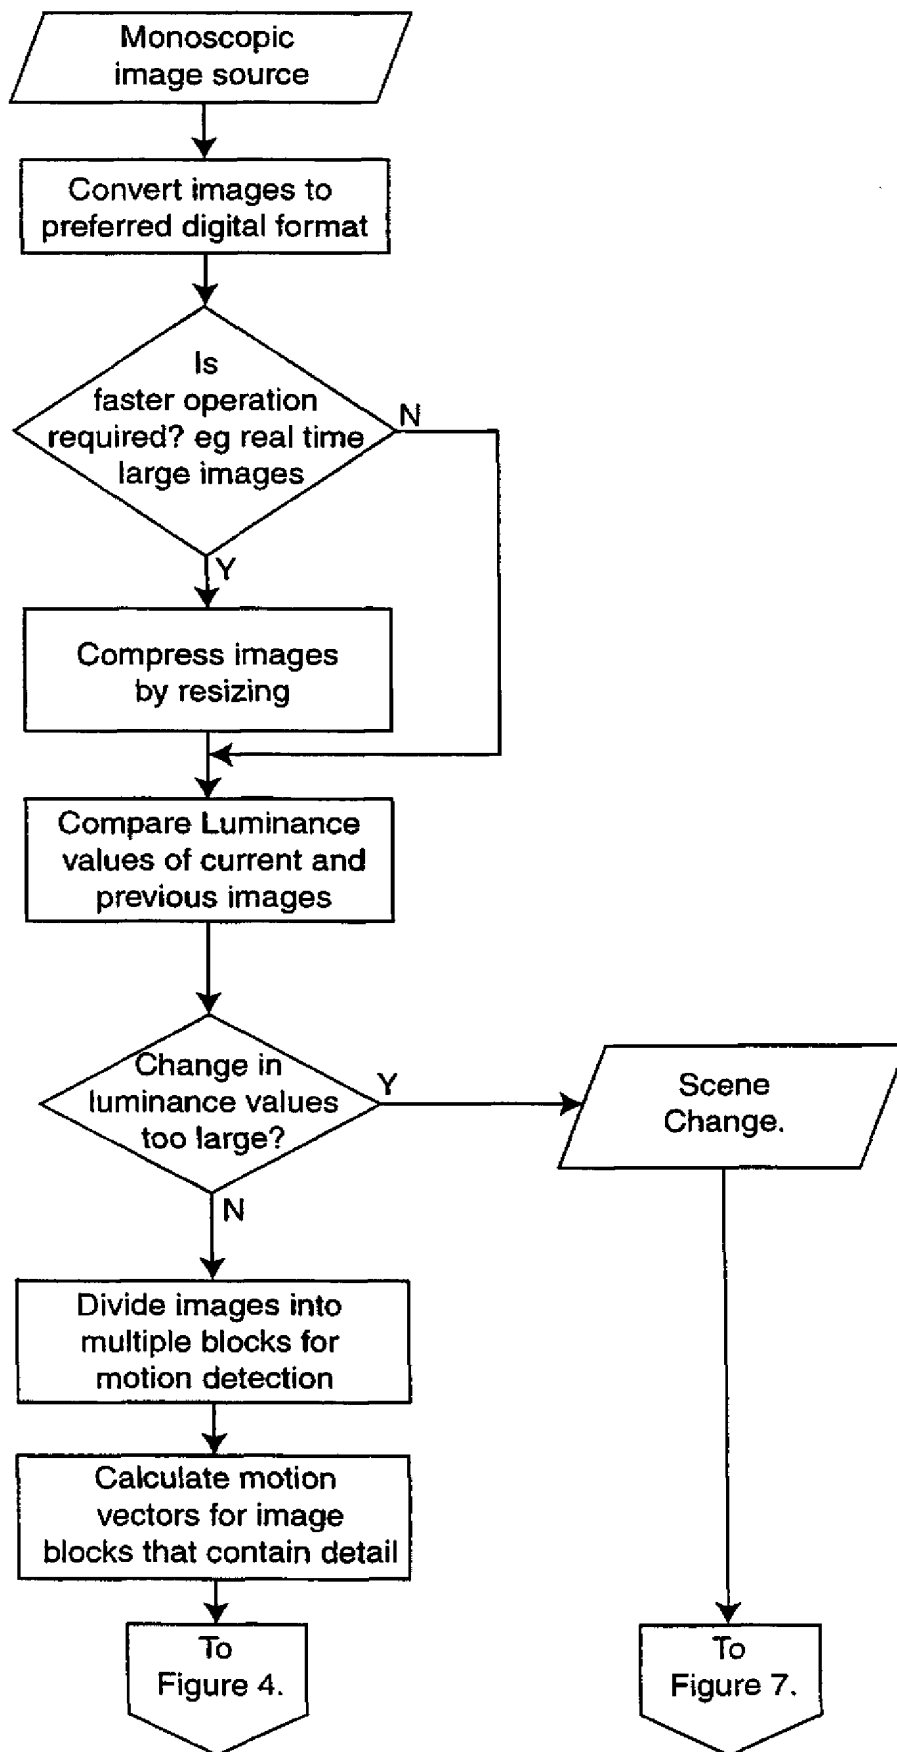 Monoscopic
image source
Convert images to
preferred digital format
Is
faster operation
required? eg real time
large images
N
Y
Compress images
by resizing
Compare Luminance
values of current and
previous images
Change in
luminance values
too large?
Y
Scene
Change.
N
Divide images into
multiple blocks for
motion detection
Calculate motion
vectors for image
blocks that contain detail
To
Figure 4.
To
Figure 7.